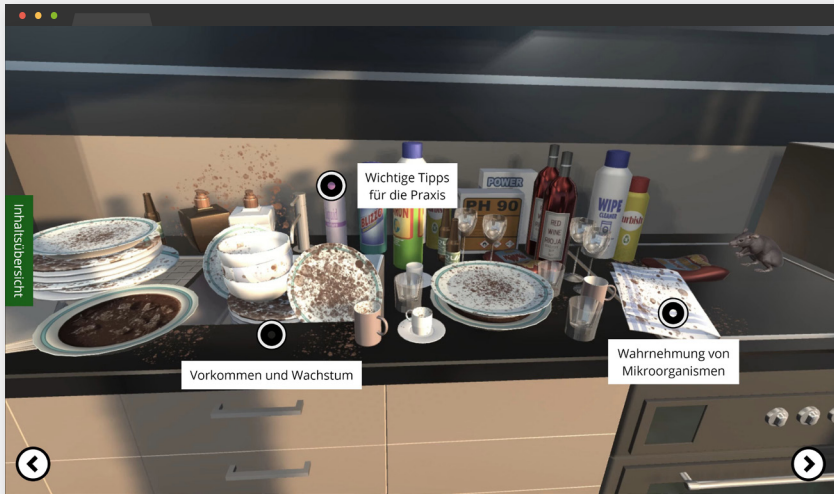 Wichtige Tipps
für die Praxis
POWER
PH 90
RED
WINE
RIOJA
WIPE
CLEANER
Inhaltsübersicht
Vorkommen und Wachstum
Wahrnehmung von
Mikroorganismen